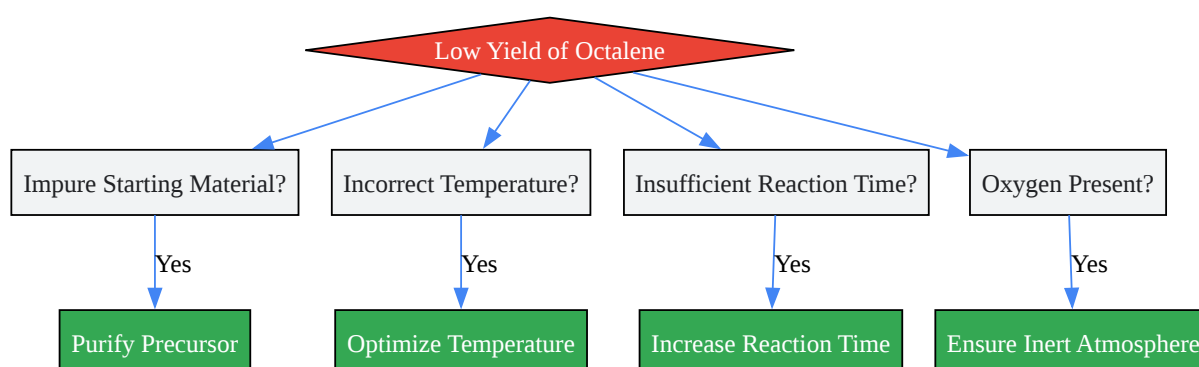 Low Yield of Octalene
Impure Starting Material?
Incorrect Temperature?
Insufficient Reaction Time?
Oxygen Present?
Yes
Yes
Yes
Yes
Purify Precursor
Optimize Temperature
Increase Reaction Time
Ensure Inert Atmosphere